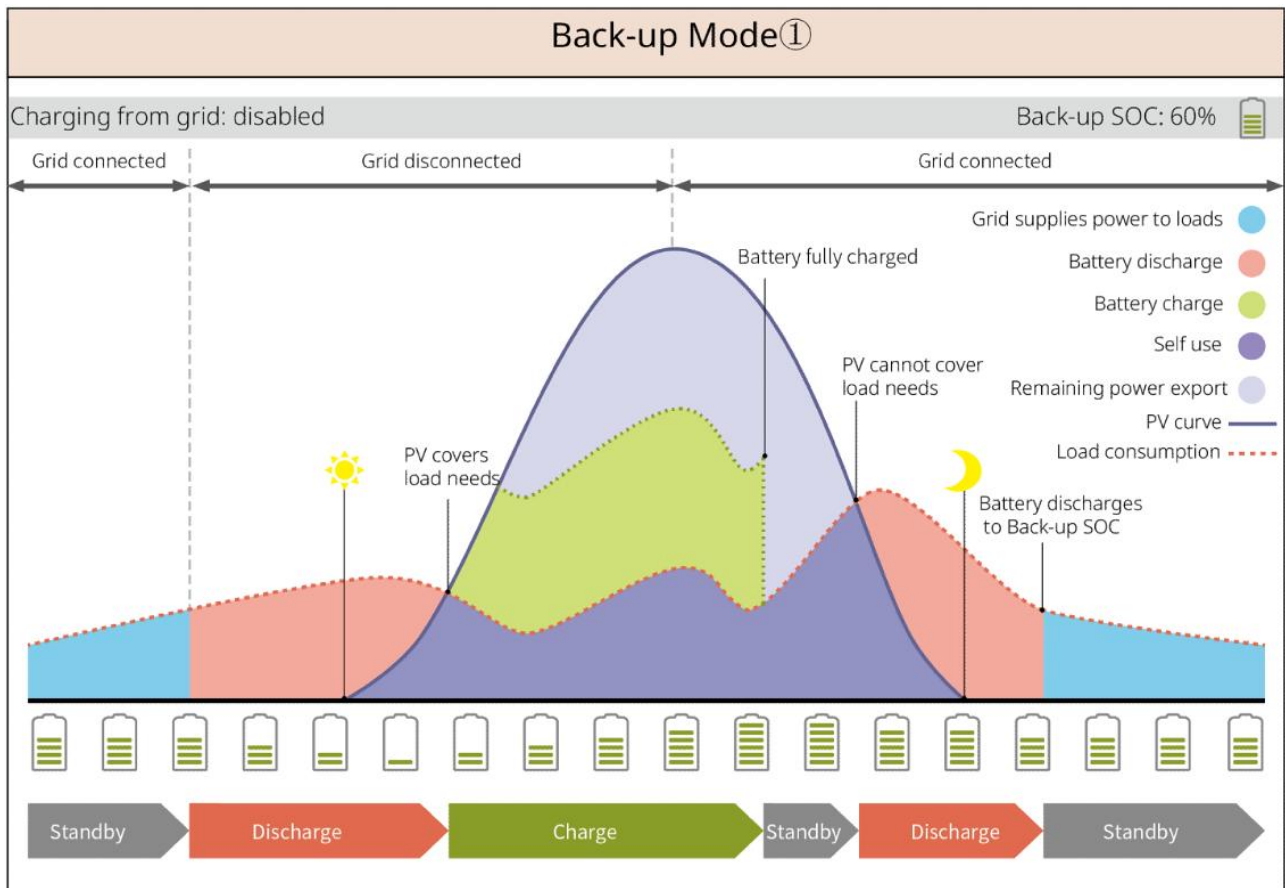 Back-up Mode①
Charging from grid: disabled
Back-up SOC: 60%
Grid connected
Grid disconnected
Grid connected
Grid supplies power to loads
Battery discharge
Battery charge
Self use
Remaining power export
PV curve
Load consumption
Battery fully charged
PV cannot cover
load needs
PV covers
load needs
Battery discharges
to Back-up SOC
Standby
Discharge
Charge
Standby
Discharge
Standby